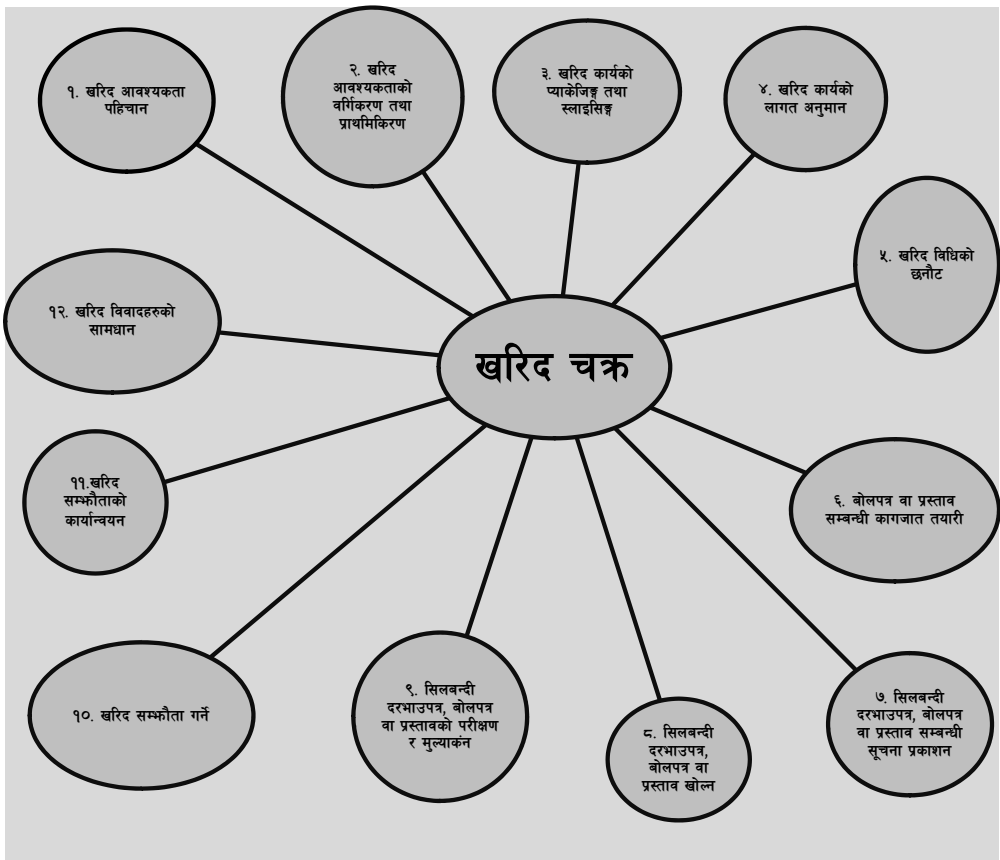 १. खरिद आवश्यकता
पहिचान
२. खरिद
आवश्यकताको
वर्गिकरण तथा
प्राथमिकिरण
३. खरिद कार्यको
प्याकेजिङ्ग तथा
स्लाइसिङ्ग
४. खरिद कार्यको
लागत अनुमान
५. खरिद विधिको
छनौट
१२. खरिद विवादहरुको
सामधान
खरिद चक्र
११.खरिद
सम्झौताको
कार्यान्वयन
६. बोलपत्र वा प्रस्ताव
सम्बन्धी कागजात तयारी
१०. खरिद सम्झौता गर्ने
९. सिलबन्दी
दरभाउपत्र, बोलपत्र
वा प्रस्तावको परीक्षण
र मुल्याकंन
८. सिलबन्दी
दरभाउपत्र,
बोलपत्र वा
प्रस्ताव खोल्न
७. सिलबन्दी
दरभाउपत्र, बोलपत्र
वा प्रस्ताव सम्बन्धी
सूचना प्रकाशन